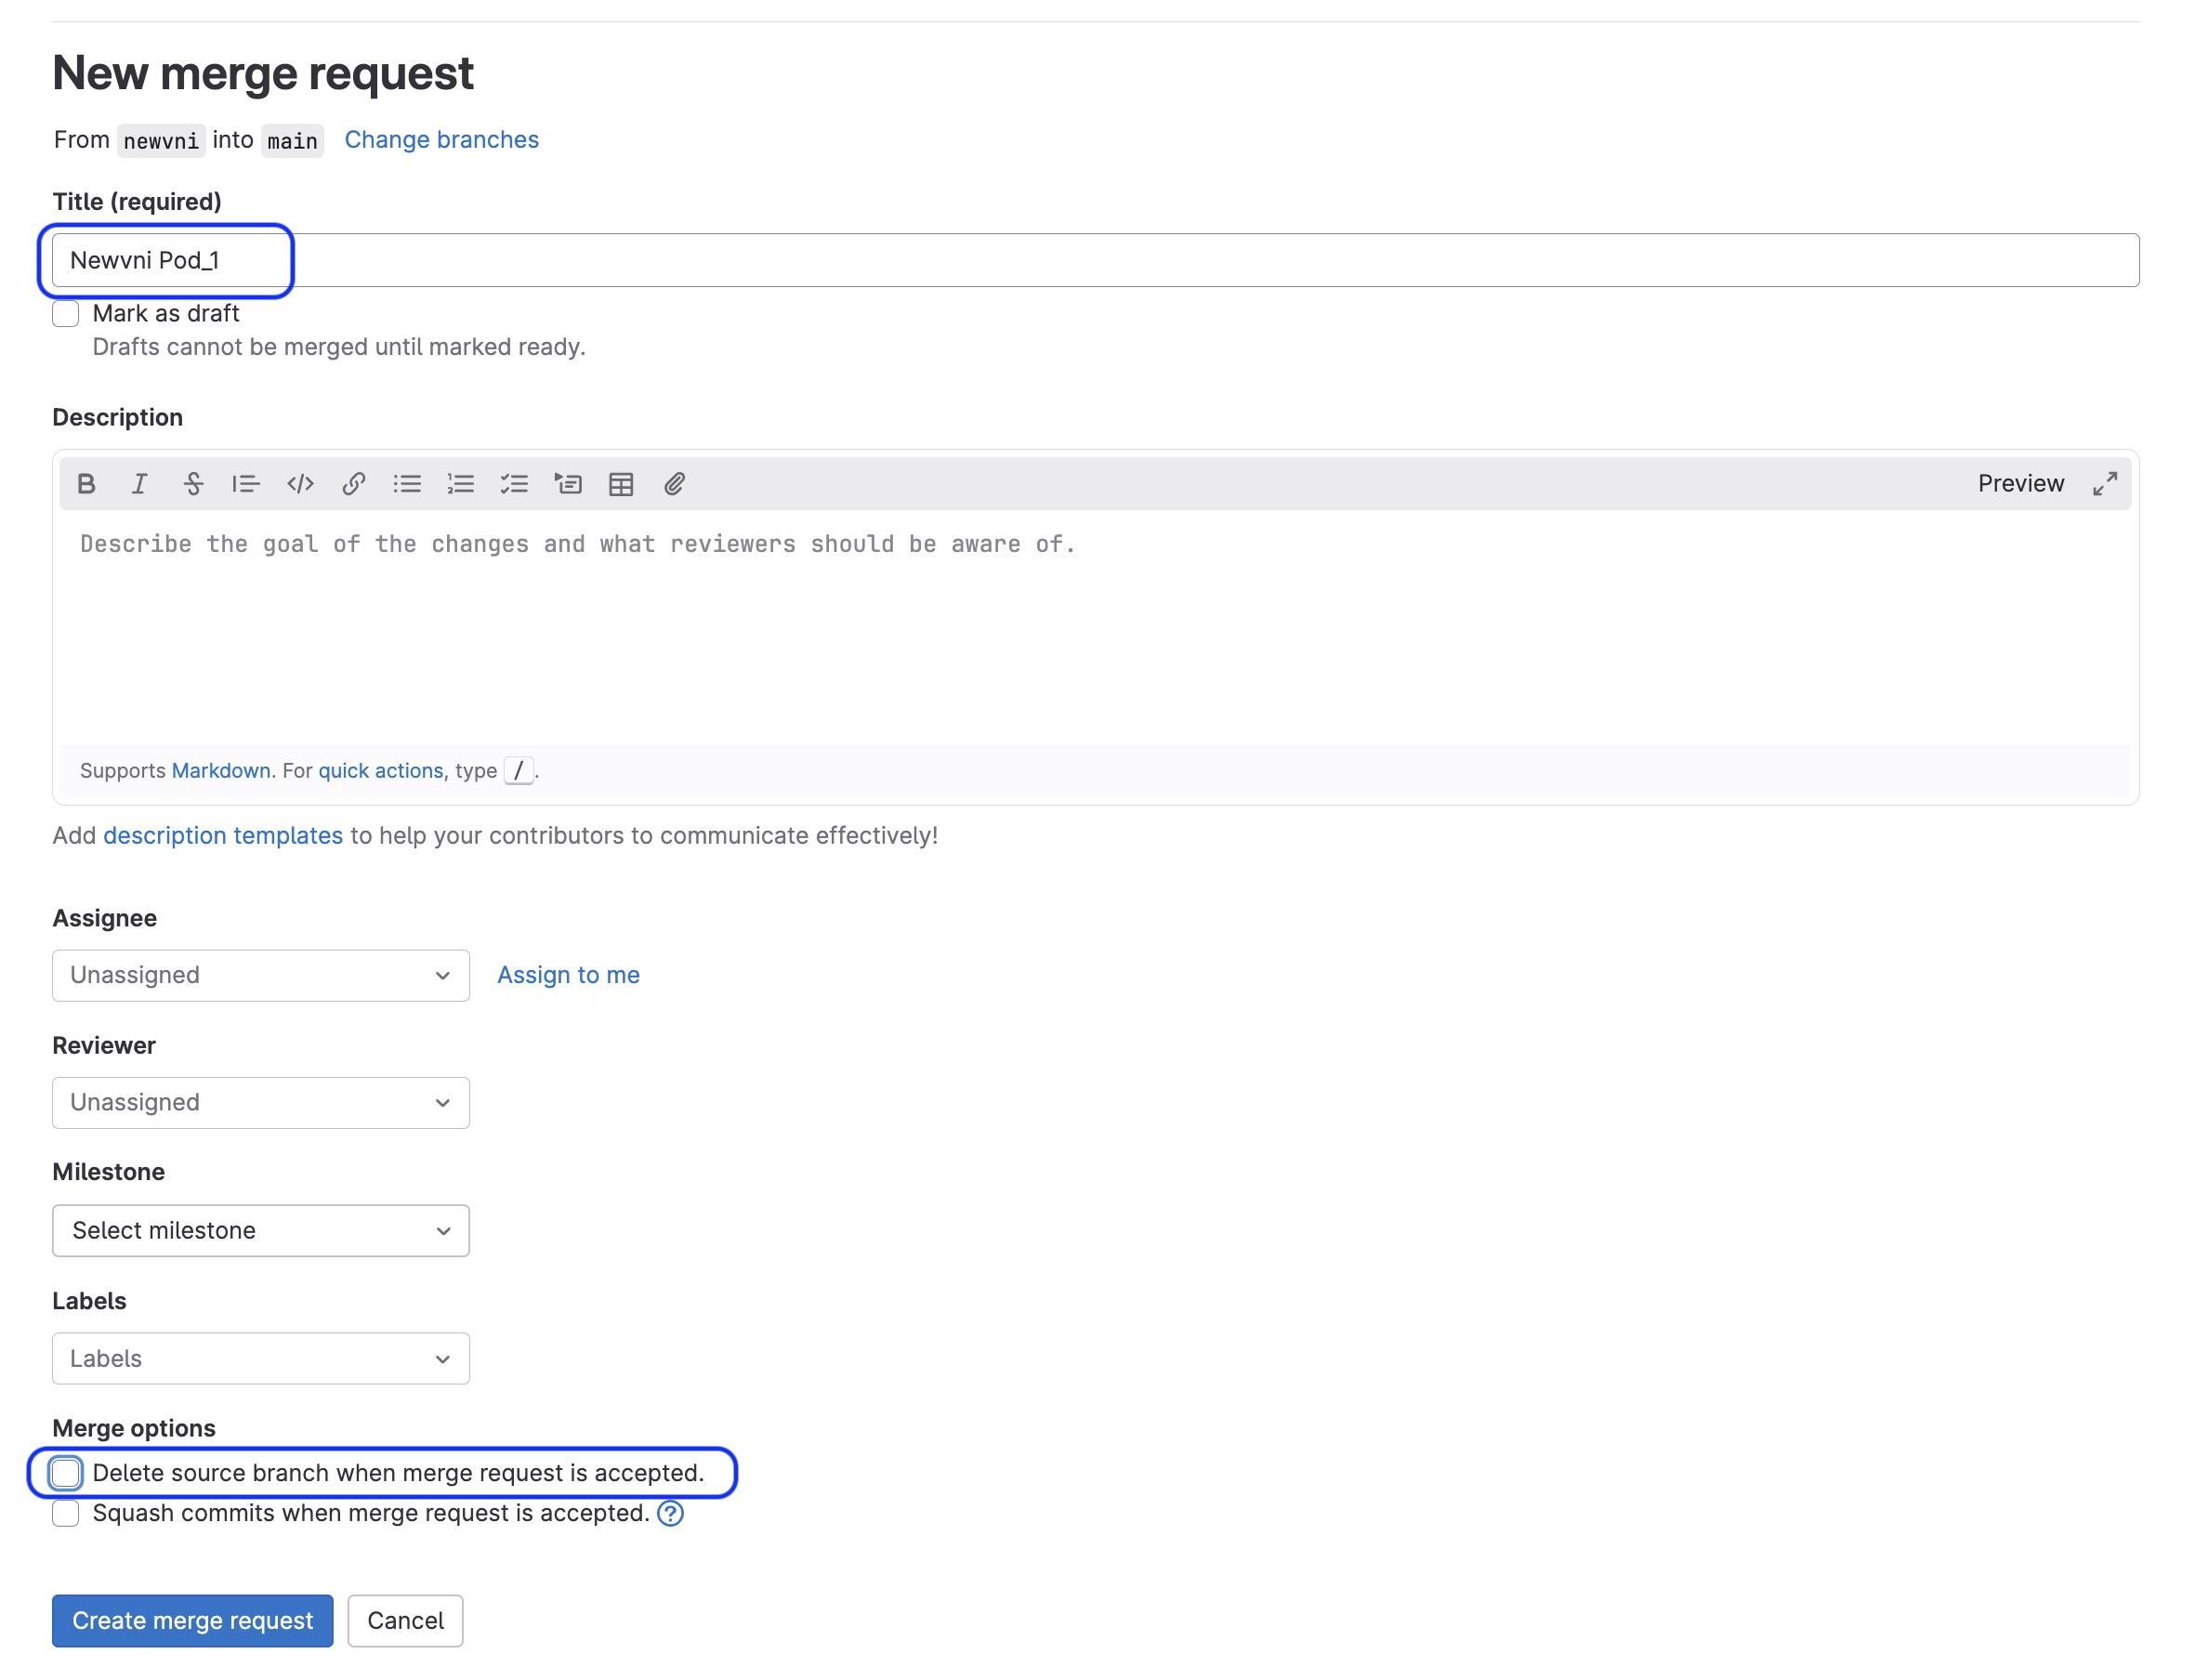 New merge request
From newvni into main Change branches
Title (required)
Newvni Pod_1
Mark as draft
Drafts cannot be merged until marked ready.
Description
Preview
Describe the goal of the changes and what reviewers should be aware of.
Supports Markdown. For quick actions, type /.
Add description templates to help your contributors to communicate effectively!
Assignee
Unassigned Assign to me
Reviewer
Unassigned
Milestone
Select milestone
Labels
Labels
Merge options
Delete source branch when merge request is accepted.
Squash commits when merge request is accepted. ?
Create merge request Cancel